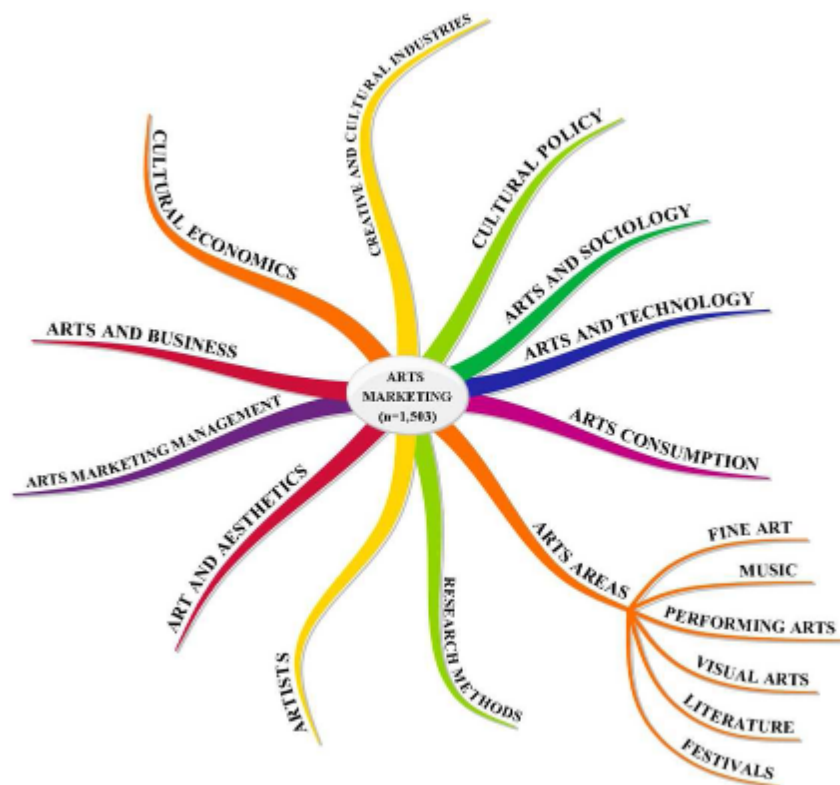 CREATIVE AND CULTURAL INDUSTRIES
CULTURAL POLICY
ARTS AND SOCIOLOGY
ARTS AND TECHNOLOGY
ARTS CONSUMPTION
ARTS AREAS
FINE ART
MUSIC
PERFORMING ARTS
VISUAL ARTS
LITERATURE
FESTIVALS
RESEARCH METHODS
ARTISTS
ART AND AESTHETICS
ARTS MARKETING MANAGEMENT
ARTS AND BUSINESS
CULTURAL ECONOMICS
ARTS
MARKETING
(n=1,503)